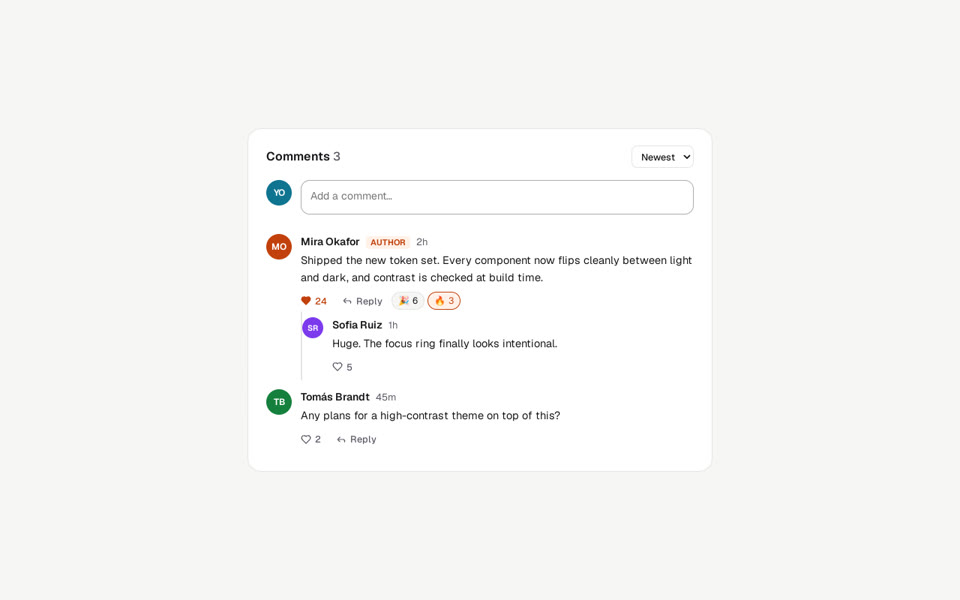 Comments 3
Newest
YO
Add a comment…
MO
Mira Okafor AUTHOR 2h
Shipped the new token set. Every component now flips cleanly between light
and dark, and contrast is checked at build time.
24 Reply 🎉 6 🔥 3
SR
Sofia Ruiz 1h
Huge. The focus ring finally looks intentional.
5
TB
Tomás Brandt 45m
Any plans for a high-contrast theme on top of this?
2 Reply